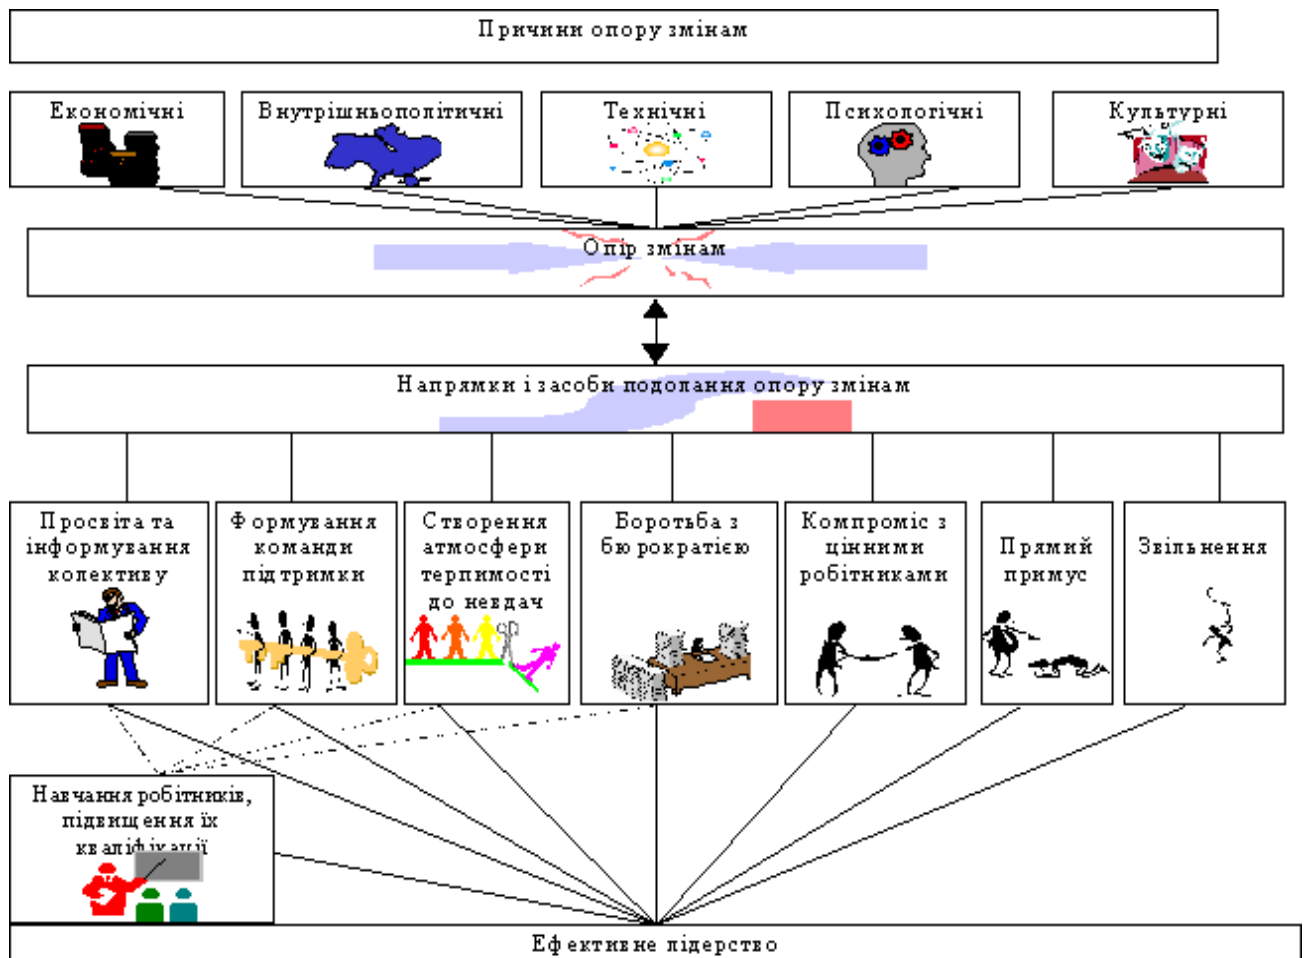 Причини опору змінам
Економічні
Внутрішньополітичні
Технічні
Психологічні
Культурні
Опір змінам
Напрямки і засоби подолання опору змінам
Просвіта та
інформування
колективу
Формування
команди
підтримки
Створення
атмосфери
терпимості
до невдач
Боротьба з
бюрократією
Компроміс з
цінними
робітниками
Прямий
примус
Звільнення
Навчання робітників,
підвищення їх
кваліфікації
Ефективне лідерство